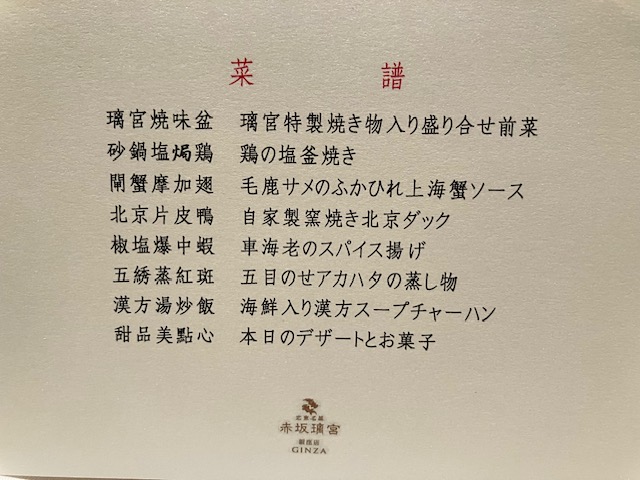 菜 譜
璃宮焼味盆 璃宮特製焼き物入り盛り合せ前菜
砂鍋塩焗鶏 鶏の塩釜焼き
閘蟹摩加翅 毛鹿サメのふかひれ上海蟹ソース
北京片皮鴨 自家製窯焼き北京ダック
椒塩爆中蝦 車海老のスパイス揚げ
五綉蒸紅斑 五目のせアカハタの蒸し物
漢方湯炒飯 海鮮入り漢方スープチャーハン
甜品美點心 本日のデザートとお菓子
赤坂璃宮
銀座店
GINZA